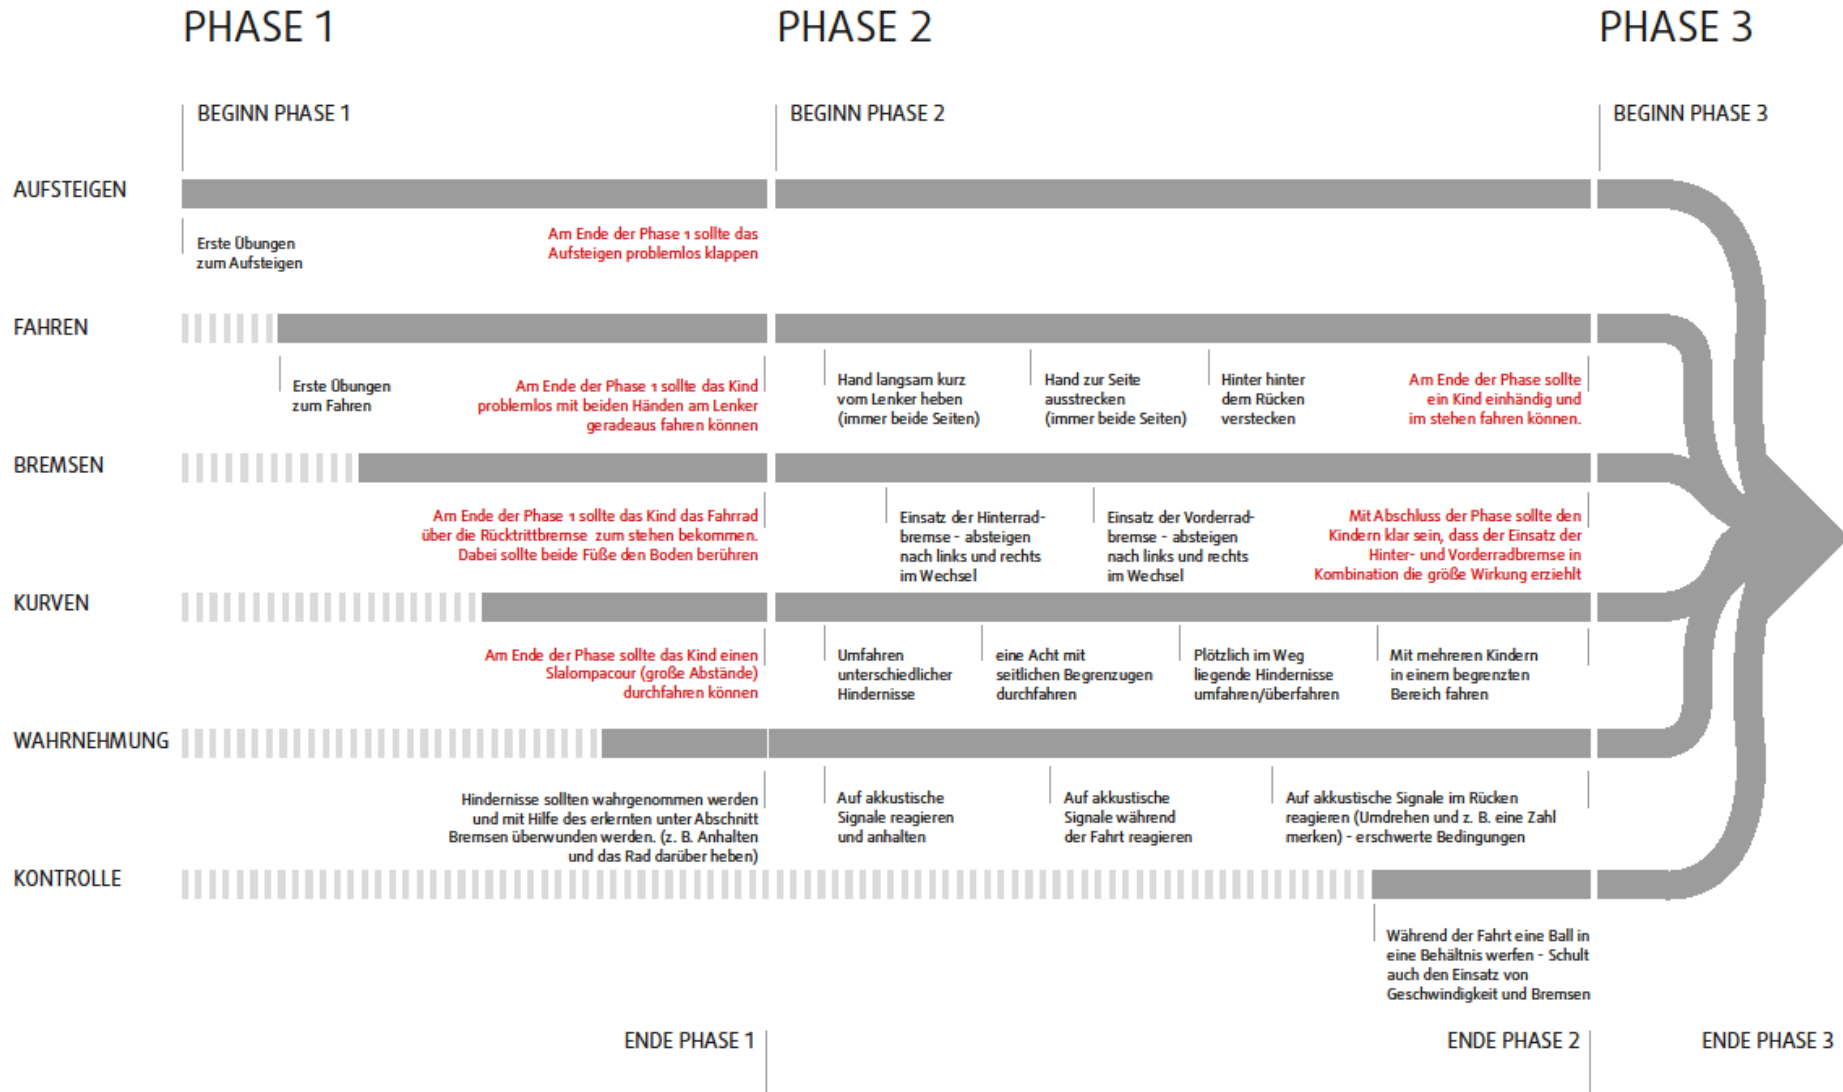 PHASE 1
PHASE 2
PHASE 3
BEGINN PHASE 1
BEGINN PHASE 2
BEGINN PHASE 3
AUFSTEIGEN
Erste Übungen
zum Aufsteigen
Am Ende der Phase 1 sollte das
Aufsteigen problemlos klappen
FAHREN
Erste Übungen
zum Fahren
Am Ende der Phase 1 sollte das Kind
problemlos mit beiden Händen am Lenker
geradeaus fahren können
Hand langsam kurz
vom Lenker heben
(immer beide Seiten)
Hand zur Seite
ausstrecken
(immer beide Seiten)
Hinter hinter
dem Rücken
verstecken
Am Ende der Phase sollte
ein Kind einhändig und
im stehen fahren können.
BREMSEN
Am Ende der Phase 1 sollte das Kind das Fahrrad
über die Rücktrittbremse zum stehen bekommen.
Dabei sollte beide Füße den Boden berühren
Einsatz der Hinterrad-
bremse - absteigen
nach links und rechts
im Wechsel
Einsatz der Vorderrad-
bremse - absteigen
nach links und rechts
im Wechsel
Mit Abschluss der Phase sollte den
Kindern klar sein, dass der Einsatz der
Hinter- und Vorderradbremse in
Kombination die größe Wirkung erziehlt
KURVEN
Am Ende der Phase sollte das Kind einen
Slalompacour (große Abstände)
durchfahren können
Umfahren
unterschiedlicher
Hindernisse
eine Acht mit
seitlichen Begrenzugen
durchfahren
Plötzlich im Weg
liegende Hindernisse
umfahren/überfahren
Mit mehreren Kindern
in einem begrenzten
Bereich fahren
WAHRNEHMUNG
Hindernisse sollten wahrgenommen werden
und mit Hilfe des erlernten unter Abschnitt
Bremsen überwunden werden. (z. B. Anhalten
und das Rad darüber heben)
Auf akkustische
Signale reagieren
und anhalten
Auf akkustische
Signale während
der Fahrt reagieren
Auf akkustische Signale im Rücken
reagieren (Umdrehen und z. B. eine Zahl
merken) - erschwerte Bedingungen
KONTROLLE
Während der Fahrt eine Ball in
eine Behältnis werfen - Schult
auch den Einsatz von
Geschwindigkeit und Bremsen
ENDE PHASE 1
ENDE PHASE 2
ENDE PHASE 3